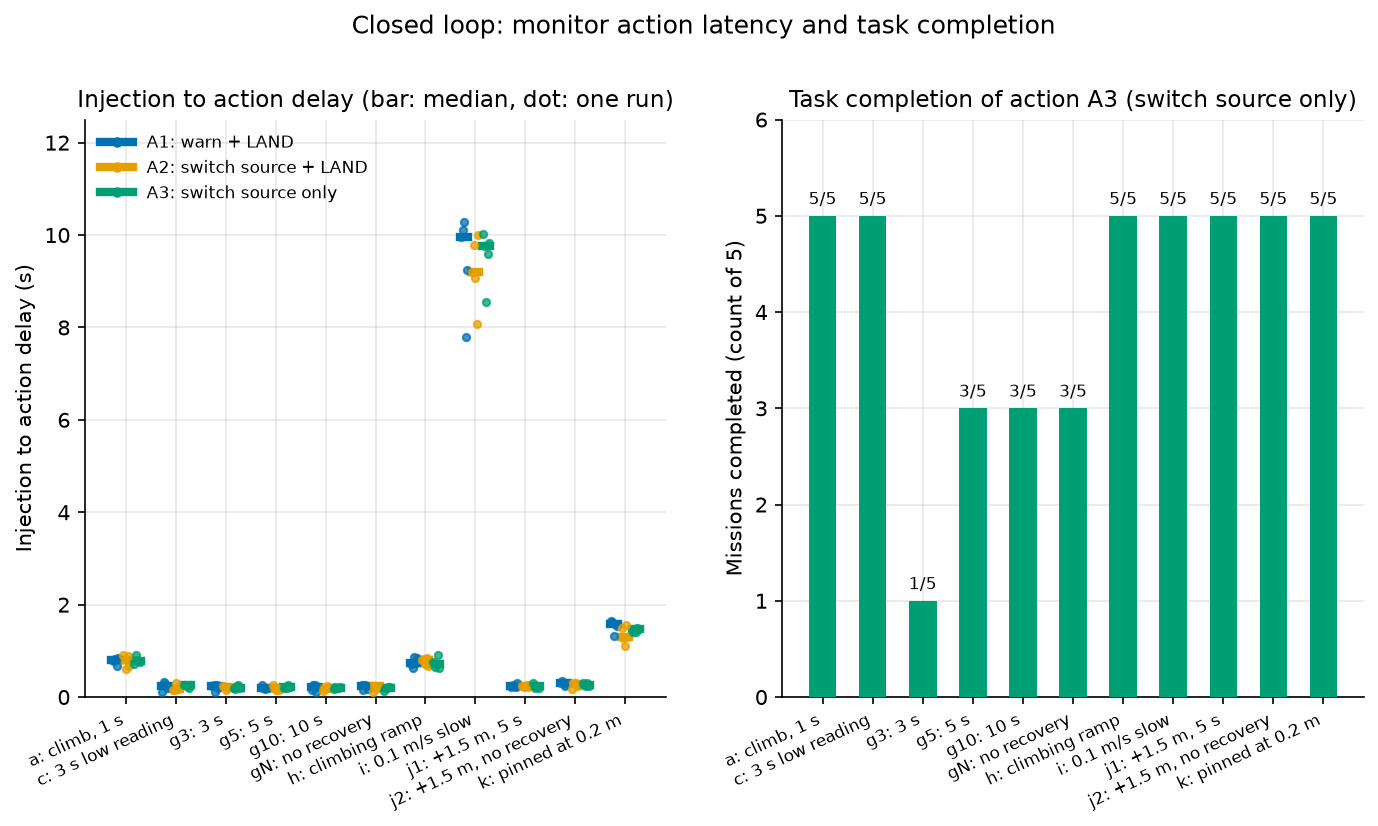 Closed loop: monitor action latency and task completion
Injection to action delay (bar: median, dot: one run)
A1: warn + LAND
A2: switch source + LAND
A3: switch source only
Injection to action delay (s)
12
10
8
6
4
2
0
a: climb, 1 s
c: 3 s low reading
g3: 3 s
g5: 5 s
g10: 10 s
gN: no recovery
h: climbing ramp
i: 0.1 m/s slow
j1: +1.5 m, 5 s
j2: +1.5 m, no recovery
k: pinned at 0.2 m
Task completion of action A3 (switch source only)
Missions completed (count of 5)
6
5
4
3
2
1
0
5/5
5/5
1/5
3/5
3/5
3/5
5/5
5/5
5/5
5/5
5/5
a: climb, 1 s
c: 3 s low reading
g3: 3 s
g5: 5 s
g10: 10 s
gN: no recovery
h: climbing ramp
i: 0.1 m/s slow
j1: +1.5 m, 5 s
j2: +1.5 m, no recovery
k: pinned at 0.2 m